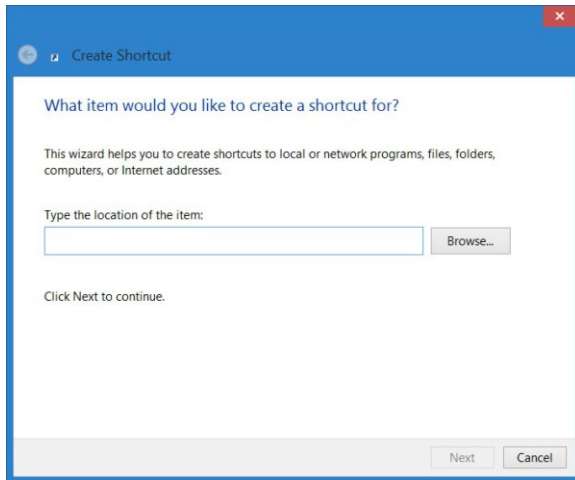 Create Shortcut
What item would you like to create a shortcut for?
This wizard helps you to create shortcuts to local or network programs, files, folders,
computers, or Internet addresses.
Type the location of the item:
Browse...
Click Next to continue.
Next
Cancel